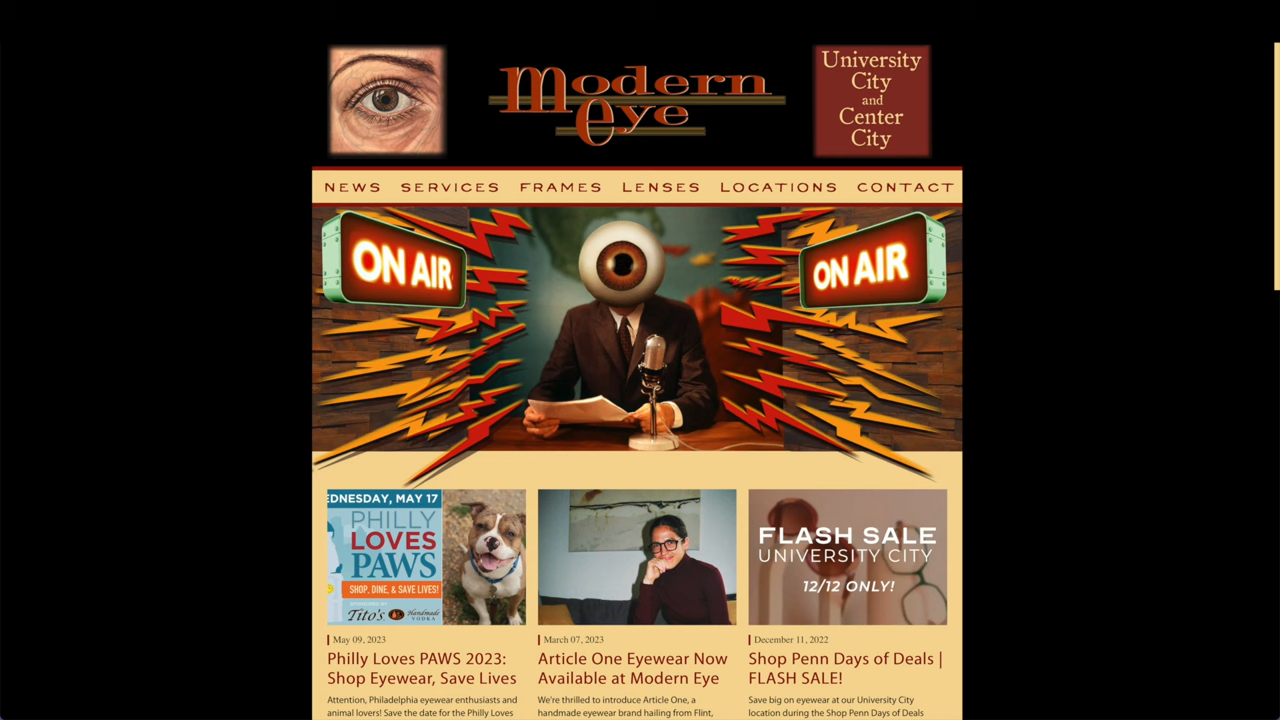 Modern
eye
University
City
and
Center
City
NEWS SERVICES FRAMES LENSES LOCATIONS CONTACT
ON AIR
ON AIR
EDNESDAY, MAY 17
PHILLY
LOVES
PAWS
SHOP, DINE, & SAVE LIVES!
SPONSORED BY
Tito's Handmade
VODKA
FLASH SALE
UNIVERSITY CITY
12/12 ONLY!
May 09, 2023
Philly Loves PAWS 2023:
Shop Eyewear, Save Lives
Attention, Philadelphia eyewear enthusiasts and
animal lovers! Save the date for the Philly Loves
March 07, 2023
Article One Eyewear Now
Available at Modern Eye
We're thrilled to introduce Article One, a
handmade eyewear brand hailing from Flint,
December 11, 2022
Shop Penn Days of Deals |
FLASH SALE!
Save big on eyewear at our University City
location during the Shop Penn Days of Deals